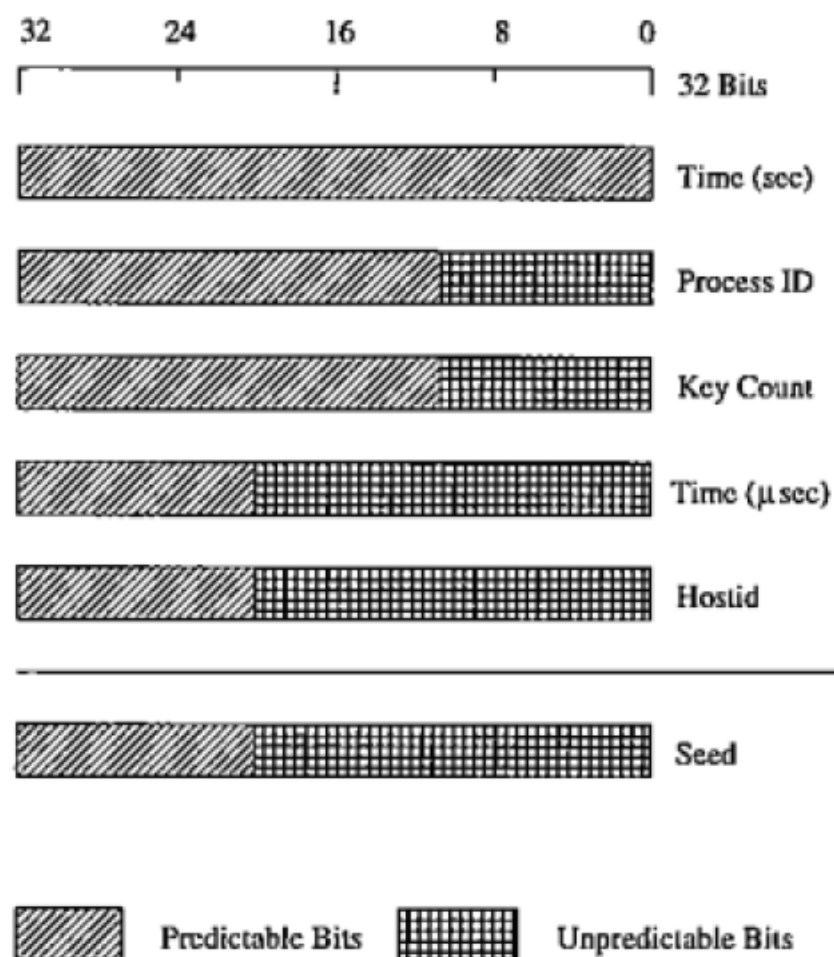 32 24 16 8 0
32 Bits
Time (sec)
Process ID
Key Count
Time (μ sec)
Hostid
Seed
Predictable Bits Unpredictable Bits